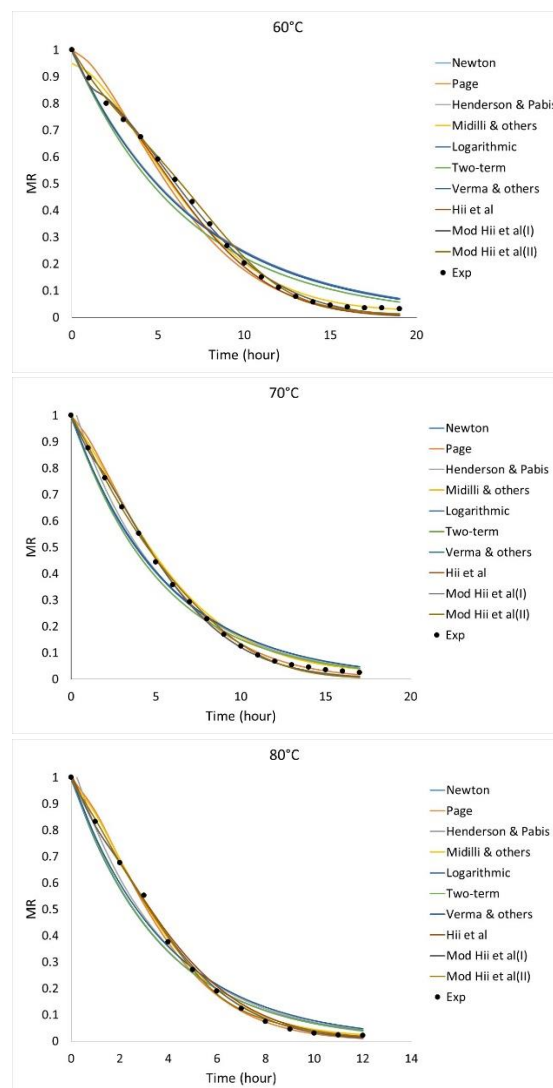 60°C
1
0.9
0.8
0.7
0.6
0.5
0.4
0.3
0.2
0.1
0
MR
0 5 10 15 20
Time (hour)
Newton
Page
Henderson & Pabis
Midilli & others
Logarithmic
Two-term
Verma & others
Hii et al
Mod Hii et al(I)
Mod Hii et al(II)
Exp
70°C
1
0.9
0.8
0.7
0.6
0.5
0.4
0.3
0.2
0.1
0
MR
0 5 10 15 20
Time (hour)
Newton
Page
Henderson & Pabis
Midilli & others
Logarithmic
Two-term
Verma & others
Hii et al
Mod Hii et al(I)
Mod Hii et al(II)
Exp
80°C
1
0.9
0.8
0.7
0.6
0.5
0.4
0.3
0.2
0.1
0
MR
0 2 4 6 8 10 12 14
Time (hour)
Newton
Page
Henderson & Pabis
Midilli & others
Logarithmic
Two-term
Verma & others
Hii et al
Mod Hii et al(I)
Mod Hii et al(II)
Exp